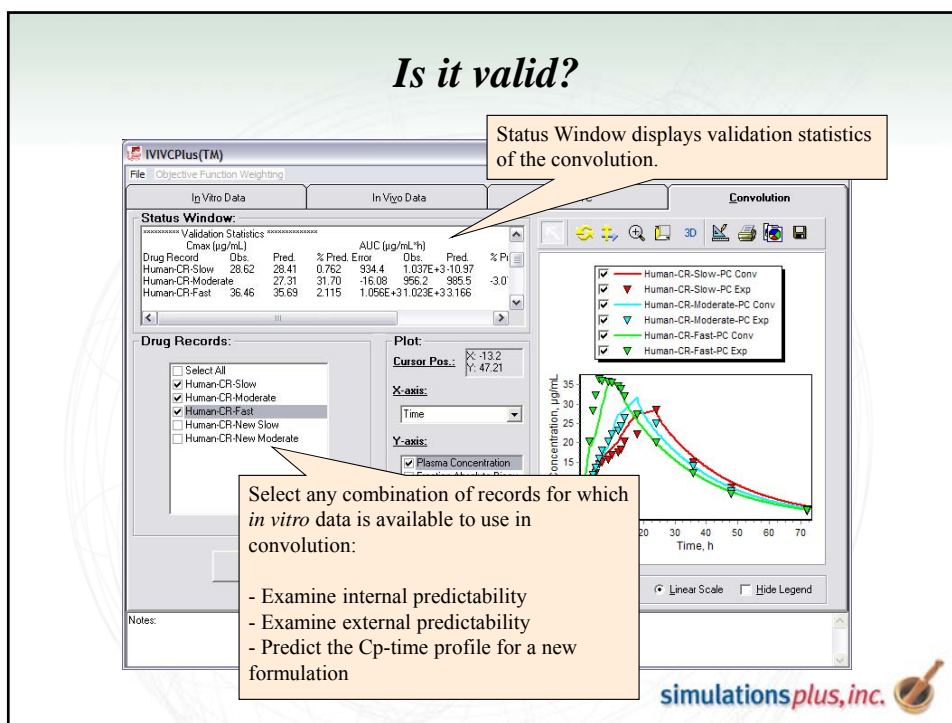 Is it valid?
Status Window displays validation statistics
of the convolution.
IVIVCPlus(TM)
File Objective Function Weighting
In Vitro Data In Vivo Data Convolution
Status Window:
********** Validation Statistics **************
Cmax (µg/mL) AUC (µg/mL*h)
Drug Record Obs. Pred. % Pred. Error Obs. Pred.
Human-CR-Slow 28.62 28.41 0.762 934.4 1.037E+3 -10.97
Human-CR-Moderate 27.31 31.70 -16.08 956.2 985.5
Human-CR-Fast 36.46 35.69 2.115 1.056E+3 1.023E+3 3.166
3D
Human-CR-Slow-PC Conv
Human-CR-Slow-PC Exp
Human-CR-Moderate-PC Conv
Human-CR-Moderate-PC Exp
Human-CR-Fast-PC Conv
Human-CR-Fast-PC Exp
Drug Records:
Select All
Human-CR-Slow
Human-CR-Moderate
Human-CR-Fast
Human-CR-New Slow
Human-CR-New Moderate
Plot:
Cursor Pos.: X: -13.2
Y: 47.21
X-axis:
Time
Y-axis:
Plasma Concentration
Concentration, µg/mL
35
30
25
20
15
20 30 40 50 60 70
Time, h
Linear Scale Hide Legend
Select any combination of records for which
in vitro data is available to use in
convolution:
- Examine internal predictability
- Examine external predictability
- Predict the Cp-time profile for a new
formulation
Notes:
simulationsplus, inc.